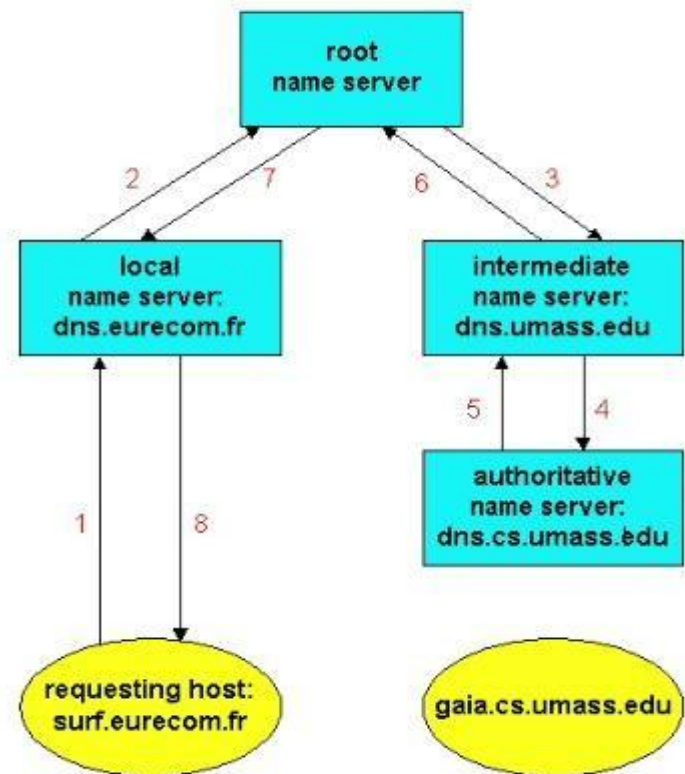 root
name server
2
7
6
3
local
name server:
dns.eurecom.fr
intermediate
name server:
dns.umass.edu
5
4
authoritative
name server:
dns.cs.umass.edu
1
8
requesting host:
surf.eurecom.fr
gaia.cs.umass.edu